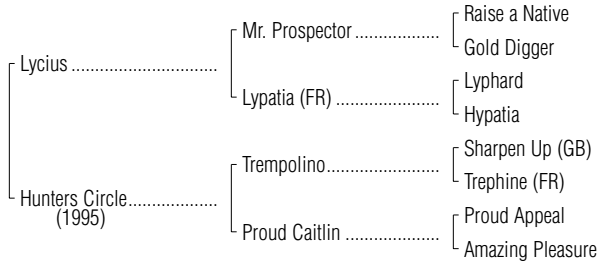 Raise a Native
Mr. Prospector ..................
Gold Digger
Lycius ...............................
Lyphard
Lypatia (FR) ......................
Hypatia
Sharpen Up (GB)
Trempolino........................
Trephine (FR)
Hunters Circle...................
(1995)
Proud Appeal
Proud Caitlin ....................
Amazing Pleasure